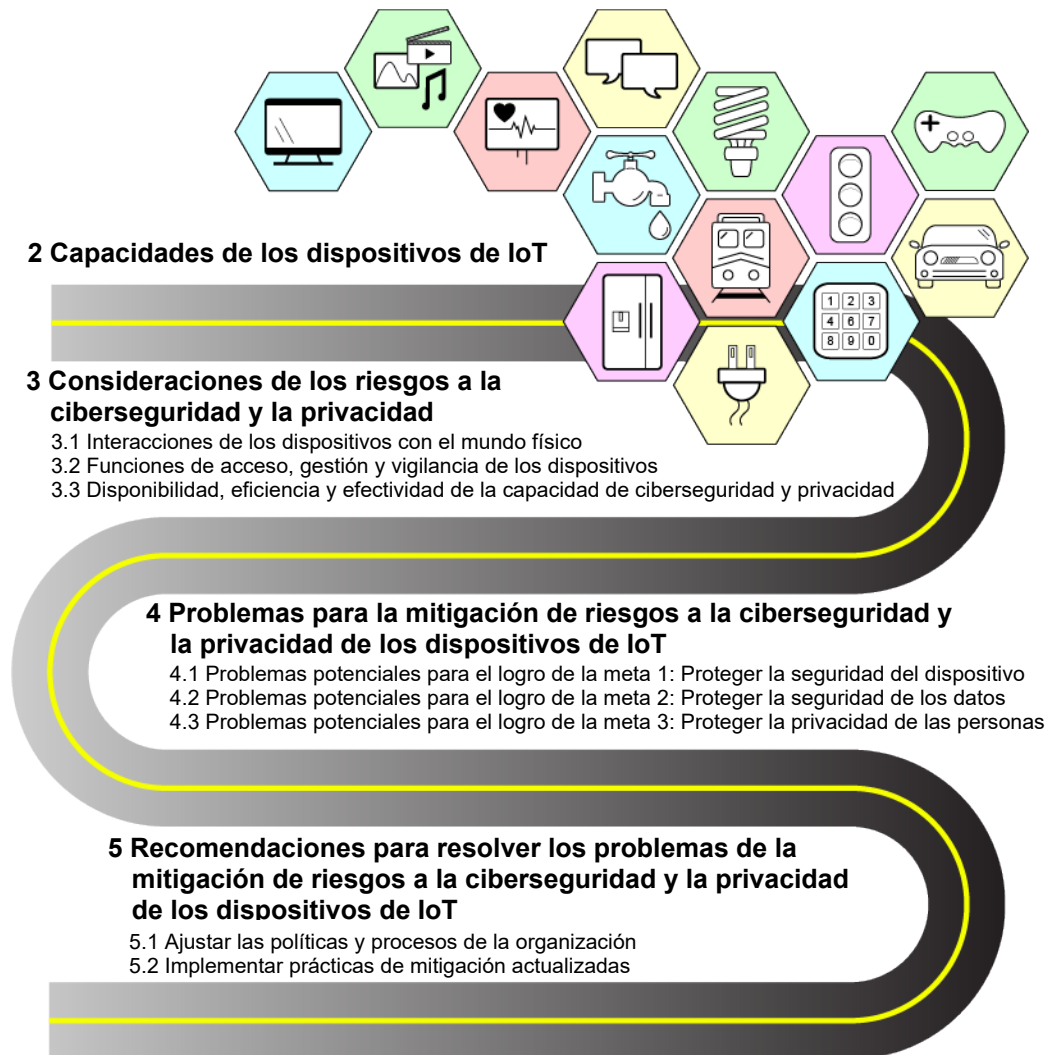 2 Capacidades de los dispositivos de IoT
1 2 3
4 6 7
8 9 0
3 Consideraciones de los riesgos a la
ciberseguridad y la privacidad
3.1 Interacciones de los dispositivos con el mundo físico
3.2 Funciones de acceso, gestión y vigilancia de los dispositivos
3.3 Disponibilidad, eficiencia y efectividad de la capacidad de ciberseguridad y privacidad
4 Problemas para la mitigación de riesgos a la ciberseguridad y
la privacidad de los dispositivos de IoT
4.1 Problemas potenciales para el logro de la meta 1: Proteger la seguridad del dispositivo
4.2 Problemas potenciales para el logro de la meta 2: Proteger la seguridad de los datos
4.3 Problemas potenciales para el logro de la meta 3: Proteger la privacidad de las personas
5 Recomendaciones para resolver los problemas de la
mitigación de riesgos a la ciberseguridad y la privacidad
de los dispositivos de IoT
5.1 Ajustar las políticas y procesos de la organización
5.2 Implementar prácticas de mitigación actualizadas